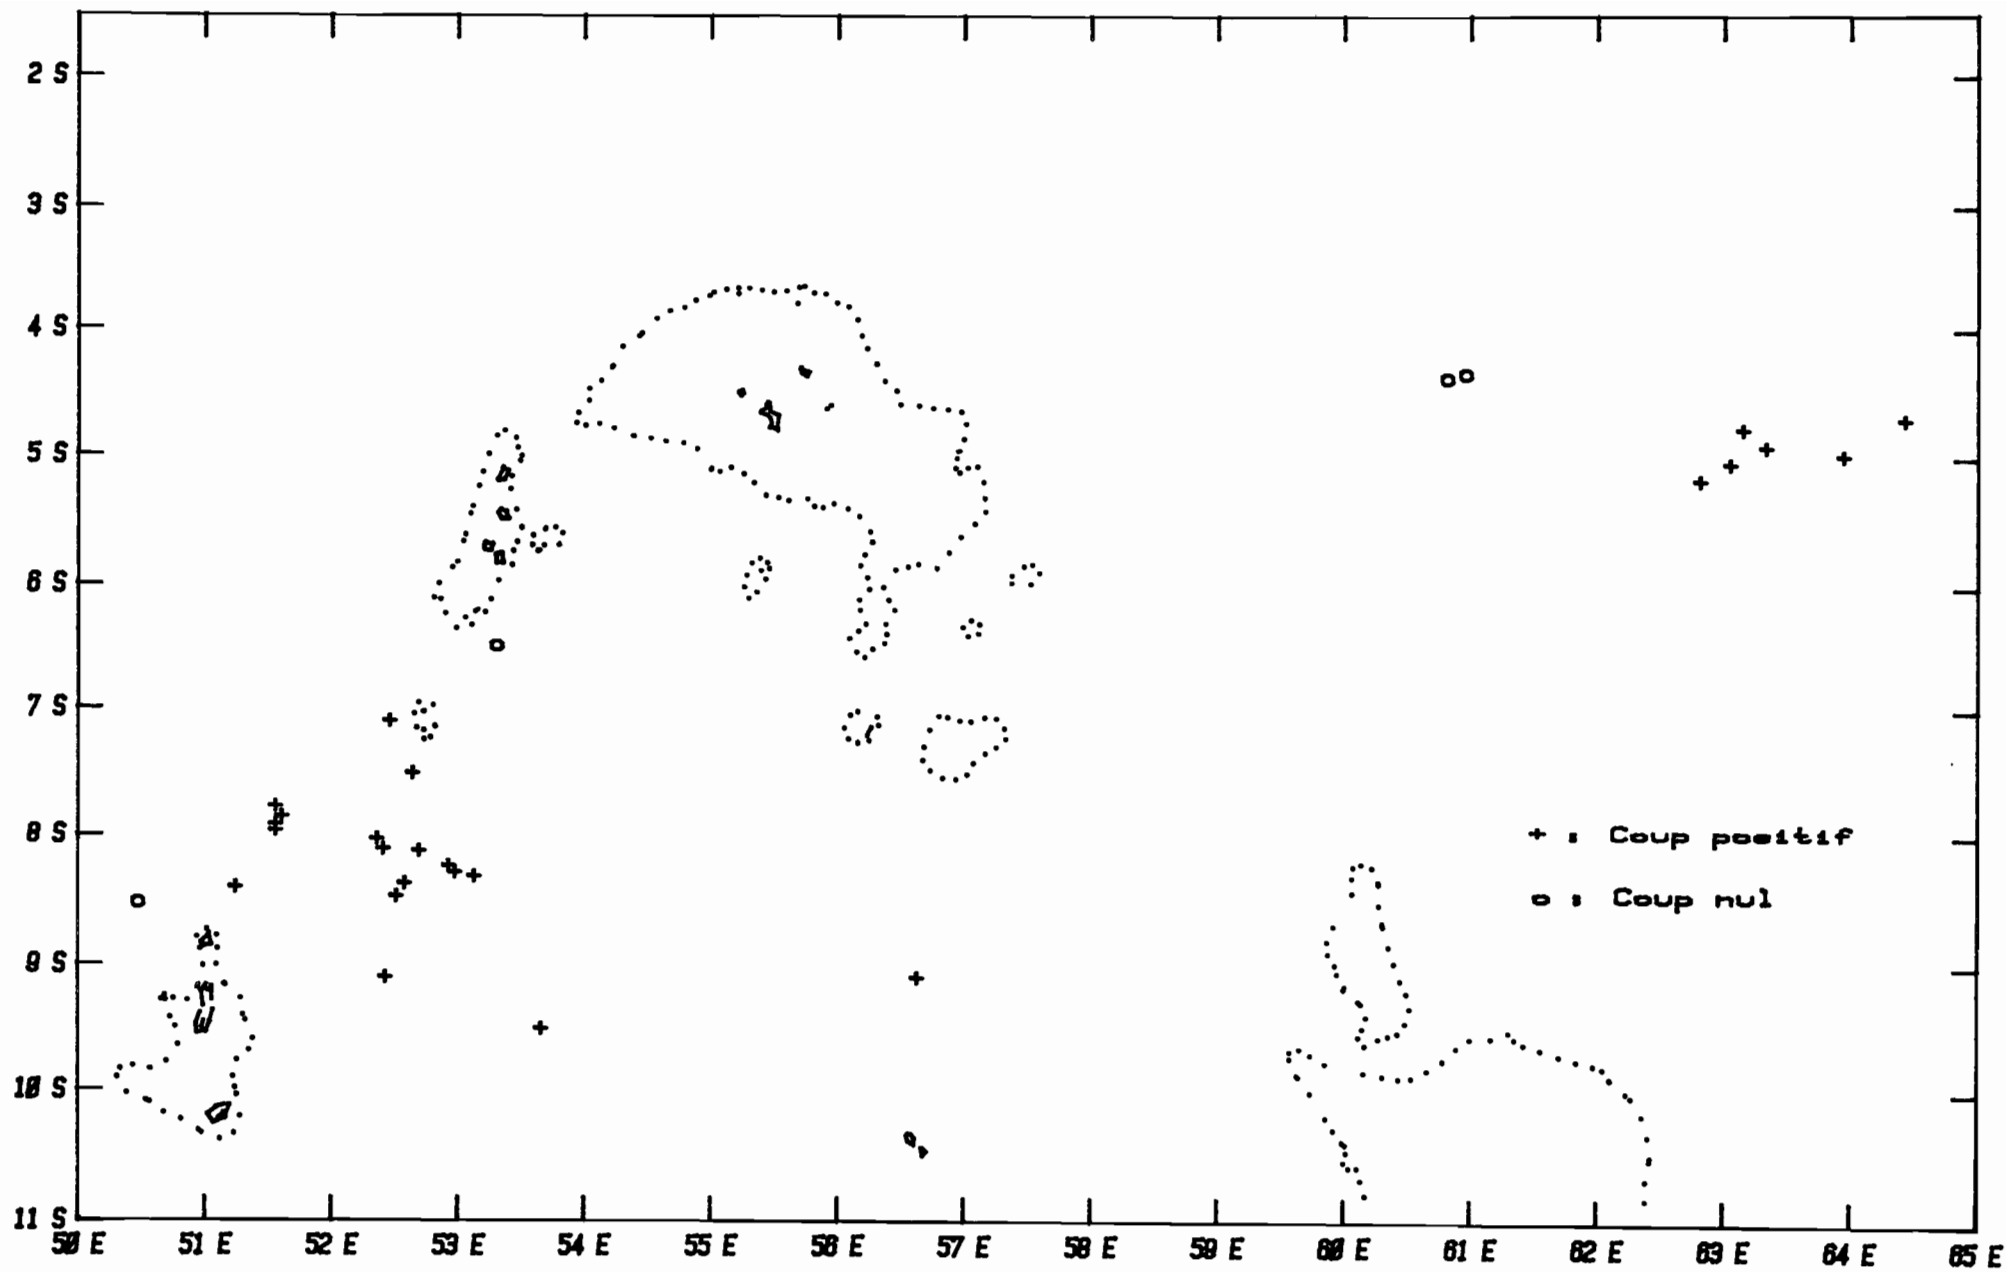 2 S
3 S
4 S
5 S
6 S
7 S
8 S
+ : Coup positif
o : Coup nul
9 S
10 S
11 S
50 E 51 E 52 E 53 E 54 E 55 E 56 E 57 E 58 E 59 E 60 E 61 E 62 E 63 E 64 E 65 E